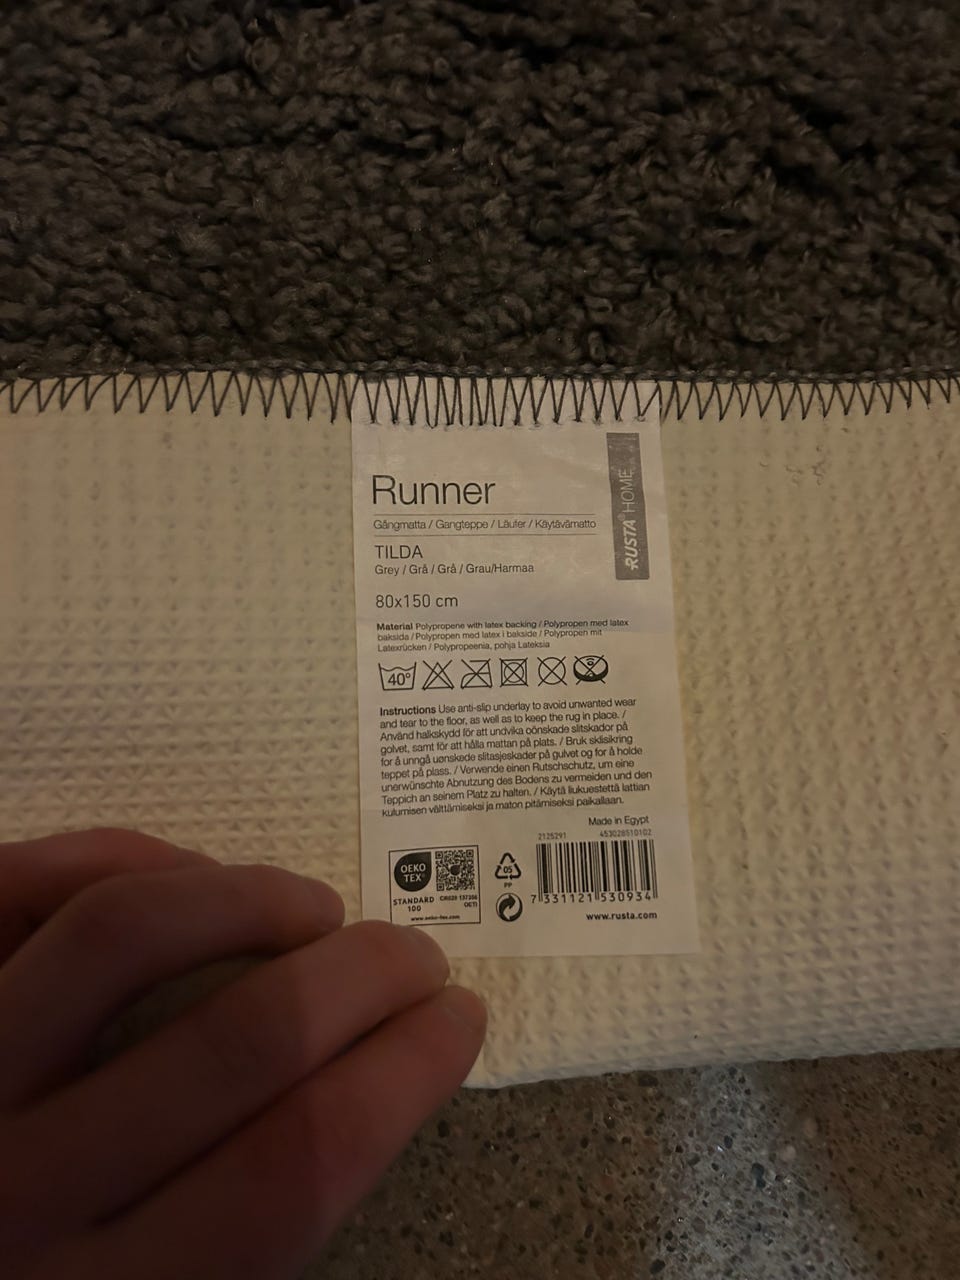 Runner
RUSTA® HOME
Gångmatta / Gangteppe / Läufer / Käytävämatto
TILDA
Grey / Grå / Grå / Grau/Harmaa
80x150 cm
Material Polypropene with latex backing / Polypropen med latex
baksida / Polypropen med latex i bakside / Polypropen mit
Latexrücken / Polypropeenia, pohja Lateksia
40°
Instructions Use anti-slip underlay to avoid unwanted wear
and tear to the floor, as well as to keep the rug in place. /
Använd halkskydd för att undvika oönskade slitskador på
golvet, samt för att hålla mattan på plats. / Bruk sklisikring
for å unngå uønskede slitasjeskader på gulvet og for å holde
teppet på plass. / Verwende einen Rutschschutz, um eine
unerwünschte Abnutzung des Bodens zu vermeiden und den
Teppich an seinem Platz zu halten. / Käytä liukuestettä lattian
kulumisen välttämiseksi ja maton pitämiseksi paikallaan.
Made in Egypt
2125291 453028510102
OEKO
TEX®
STANDARD
100
CIR020 137356
OETI
www.oeko-tex.com
05
PP
7 331121 530934
www.rusta.com